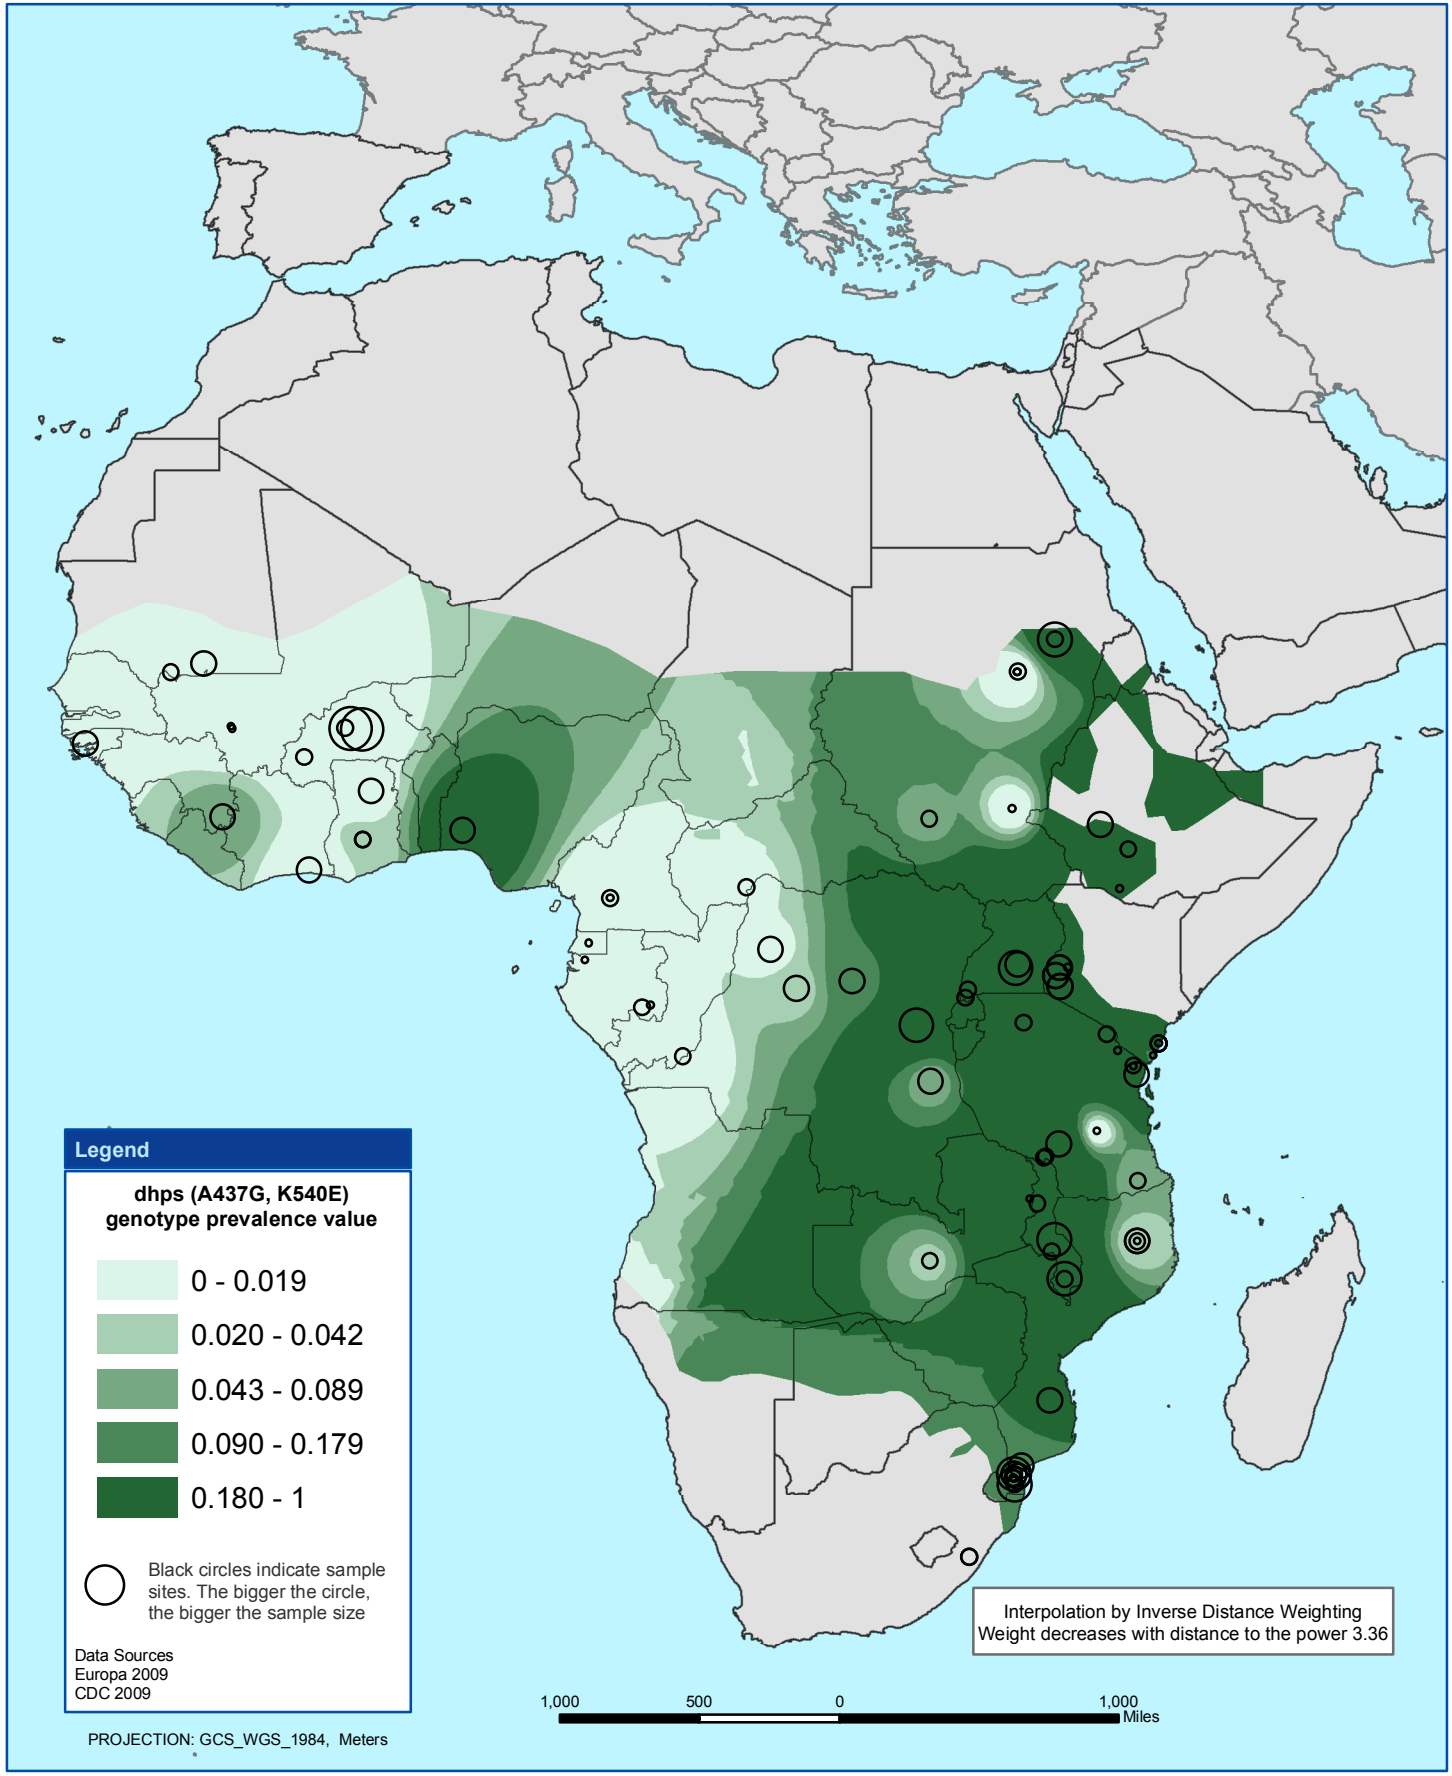 Legend
dhps (A437G, K540E)
genotype prevalence value
0 - 0.019
0.020 - 0.042
0.043 - 0.089
0.090 - 0.179
0.180 - 1
Black circles indicate sample
sites. The bigger the circle,
the bigger the sample size
Data Sources
Europa 2009
CDC 2009
PROJECTION: GCS_WGS_1984, Meters
Interpolation by Inverse Distance Weighting
Weight decreases with distance to the power 3.36
1,000 500 0 1,000
Miles